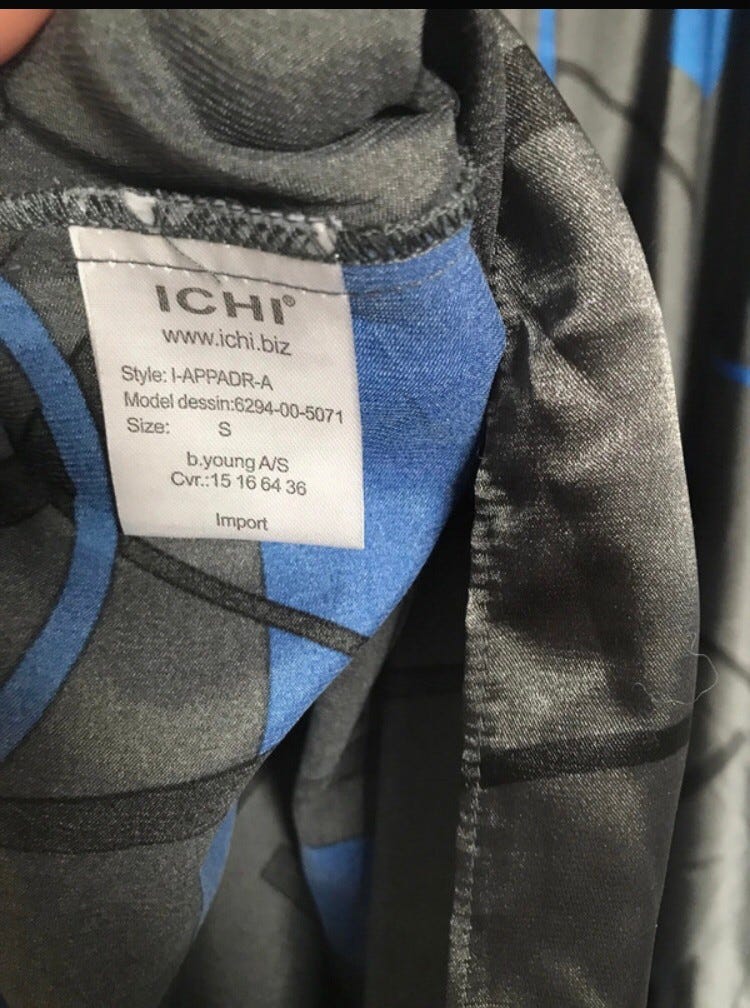 ICHI®
www.ichi.biz
Style: I-APPADR-A
Model dessin:6294-00-5071
Size: S
b.young A/S
Cvr.:15 16 64 36
Import